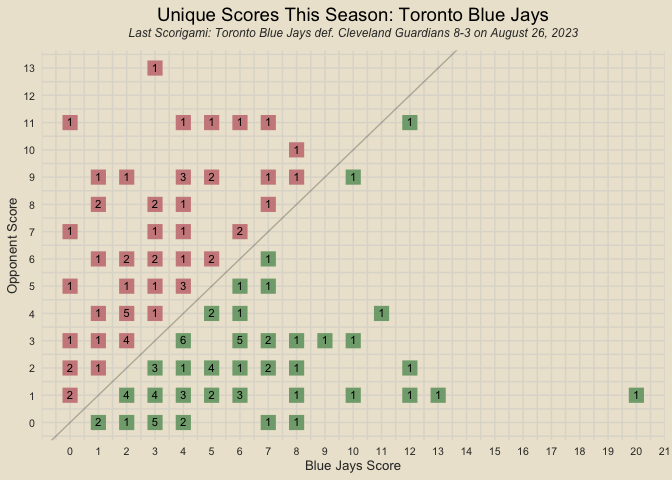 Unique Scores This Season: Toronto Blue Jays
Last Scorigami: Toronto Blue Jays def. Cleveland Guardians 8-3 on August 26, 2023
13 1
12
11 1 1 1 1 1 1
10 1
9 1 1 3 2 1 1 1
8 2 2 1 1
7 1 1 1 2
6 1 2 2 1 2 1
5 1 1 1 3 1 1
4 1 5 1 2 1 1
3 1 1 4 6 5 2 1 1 1
2 2 1 3 1 4 1 2 1 1
1 2 4 4 3 2 3 1 1 1 1 1
0 2 1 5 2 1 1
0 1 2 3 4 5 6 7 8 9 10 11 12 13 14 15 16 17 18 19 20 21
Opponent Score
Blue Jays Score